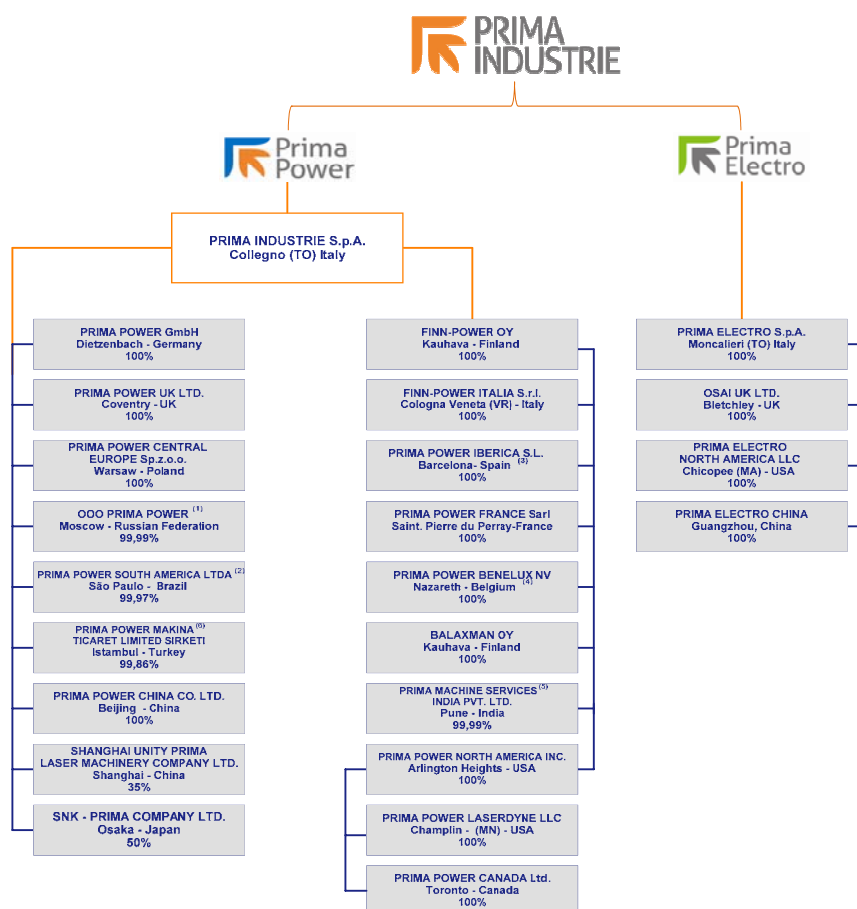 PRIMA
INDUSTRIE
Prima
Power
Prima
Electro
PRIMA INDUSTRIE S.p.A.
Collegno (TO) Italy
PRIMA POWER GmbH
Dietzenbach - Germany
100%
PRIMA POWER UK LTD.
Coventry - UK
100%
PRIMA POWER CENTRAL
EUROPE Sp.z.o.o.
Warsaw - Poland
100%
OOO PRIMA POWER (1)
Moscow - Russian Federation
99,99%
PRIMA POWER SOUTH AMERICA LTDA (2)
São Paulo - Brazil
99,97%
PRIMA POWER MAKINA (6)
TICARET LIMITED SIRKETI
Istambul - Turkey
99,86%
PRIMA POWER CHINA CO. LTD.
Beijing - China
100%
SHANGHAI UNITY PRIMA
LASER MACHINERY COMPANY LTD.
Shanghai - China
35%
SNK - PRIMA COMPANY LTD.
Osaka - Japan
50%
FINN-POWER OY
Kauhava - Finland
100%
FINN-POWER ITALIA S.r.l.
Cologna Veneta (VR) - Italy
100%
PRIMA POWER IBERICA S.L.
Barcelona- Spain (3)
100%
PRIMA POWER FRANCE Sarl
Saint. Pierre du Perray-France
100%
PRIMA POWER BENELUX NV
Nazareth - Belgium (4)
100%
BALAXMAN OY
Kauhava - Finland
100%
PRIMA MACHINE SERVICES (5)
INDIA PVT. LTD.
Pune - India
99,99%
PRIMA POWER NORTH AMERICA INC.
Arlington Heights - USA
100%
PRIMA POWER LASERDYNE LLC
Champlin - (MN) - USA
100%
PRIMA POWER CANADA Ltd.
Toronto - Canada
100%
PRIMA ELECTRO S.p.A.
Moncalieri (TO) Italy
100%
OSAI UK LTD.
Bletchley - UK
100%
PRIMA ELECTRO
NORTH AMERICA LLC
Chicopee (MA) - USA
100%
PRIMA ELECTRO CHINA
Guangzhou, China
100%